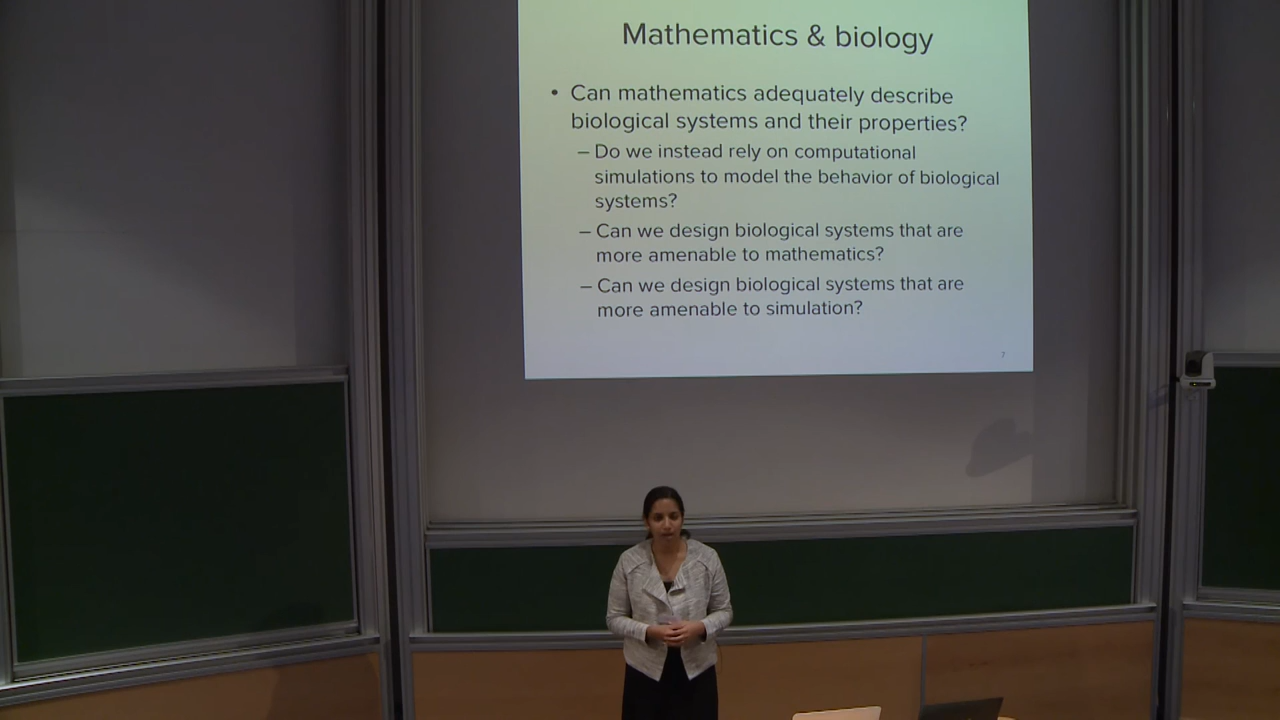 Mathematics & biology
• Can mathematics adequately describe
biological systems and their properties?
– Do we instead rely on computational
simulations to model the behavior of biological
systems?
– Can we design biological systems that are
more amenable to mathematics?
– Can we design biological systems that are
more amenable to simulation?
7